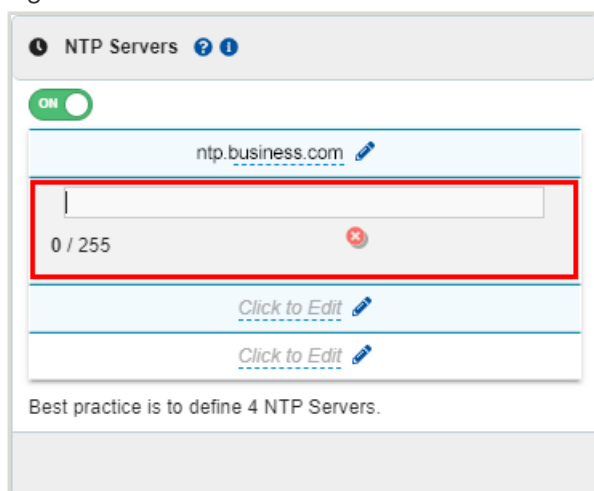 NTP Servers
ON
ntp.business.com
0 / 255
Click to Edit
Click to Edit
Best practice is to define 4 NTP Servers.